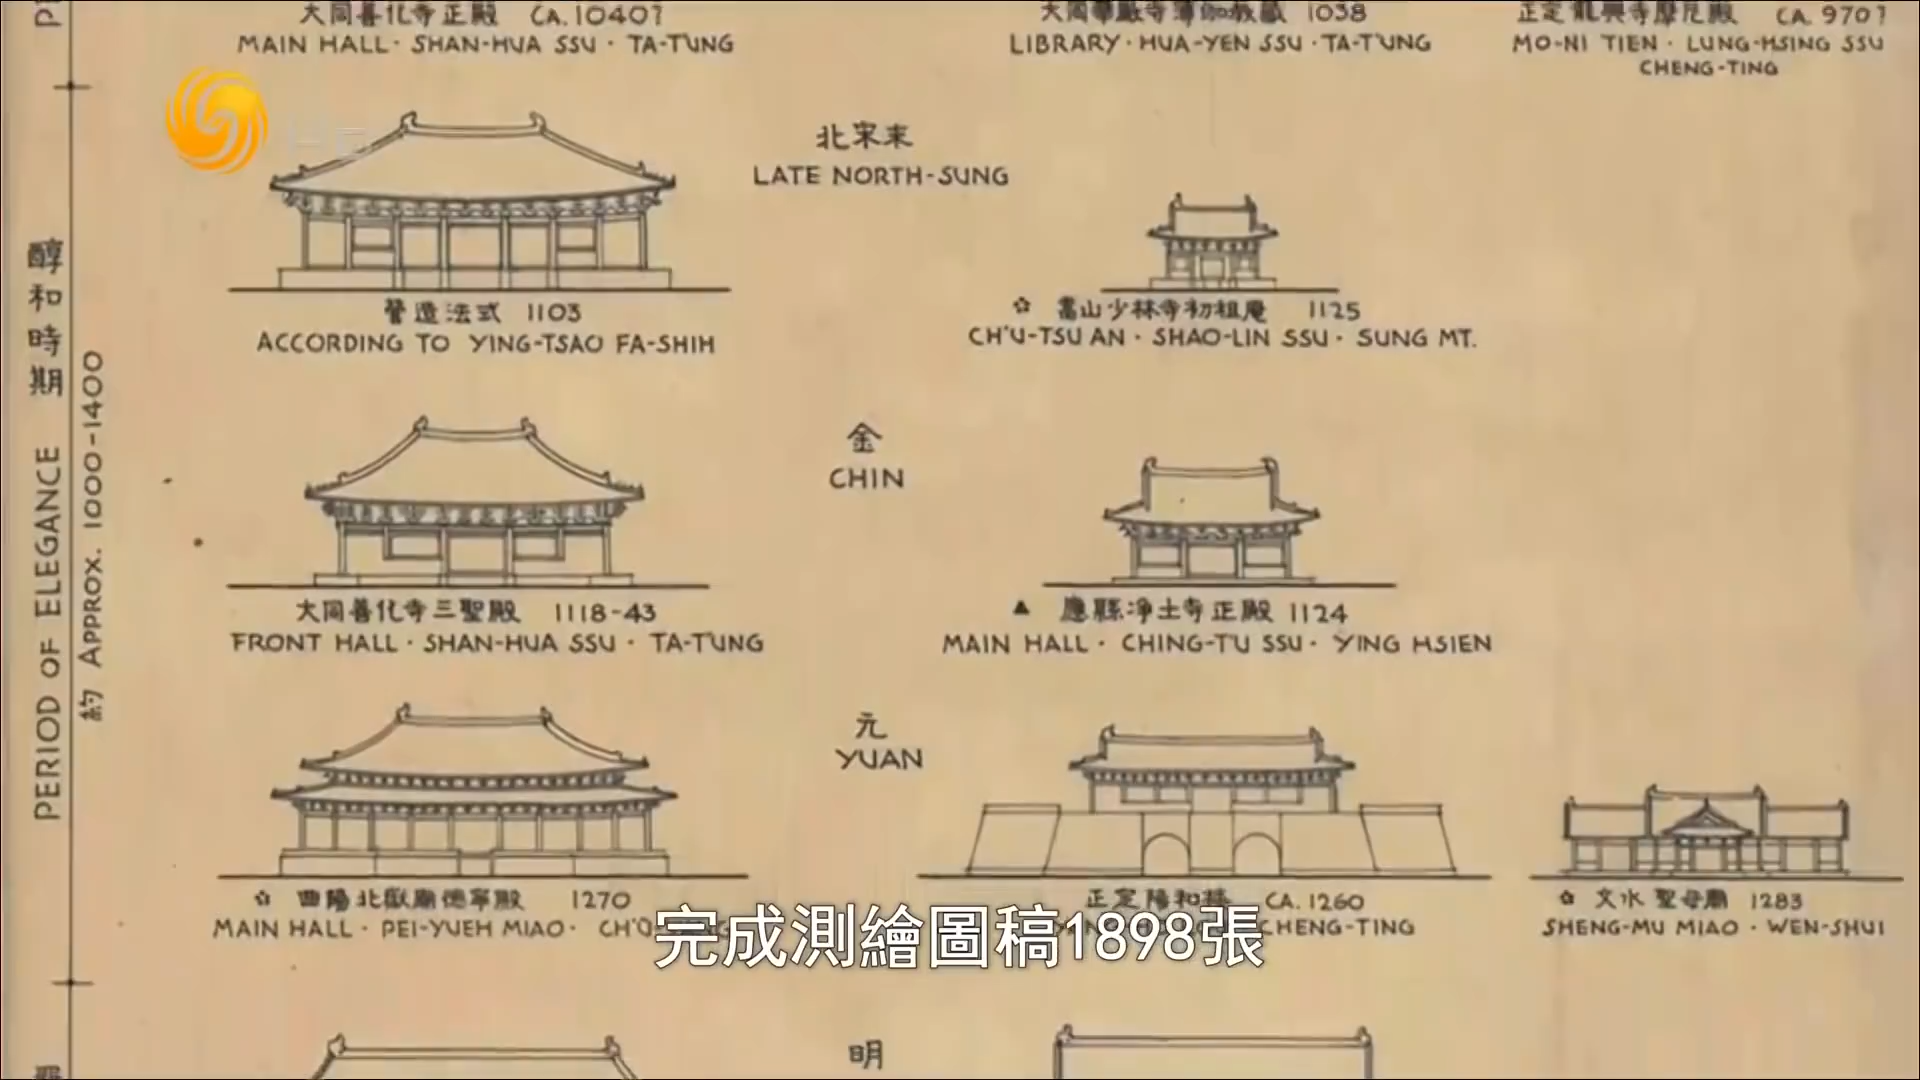 大同善化寺正殿 CA. 1040?
MAIN HALL · SHAN-HUA SSU · TA-T'UNG
大同華嚴寺薄伽教藏 1038
LIBRARY · HUA-YEN SSU · TA-T'UNG
正定龍興寺摩尼殿 CA. 970?
MO-NI TIEN · LUNG-HSING SSU
CHENG-TING
醇和時期
PERIOD OF ELEGANCE
約 APPROX. 1000-1400
北宋末
LATE NORTH-SUNG
營造法式 1103
ACCORDING TO YING-TSAO FA-SHIH
嵩山少林寺初祖庵 1125
CH'U-TSU AN · SHAO-LIN SSU · SUNG MT.
金
CHIN
大同善化寺三聖殿 1118-43
FRONT HALL · SHAN-HUA SSU · TA-T'UNG
應縣淨土寺正殿 1124
MAIN HALL · CHING-TU SSU · YING HSIEN
元
YUAN
曲陽北嶽廟德寧殿 1270
MAIN HALL · PEI-YUEH MIAO ·
正定陽和樓 CA. 1260
CHENG-TING
文水聖母廟 1283
SHENG-MU MIAO · WEN-SHUI
完成測繪圖稿1898張
明